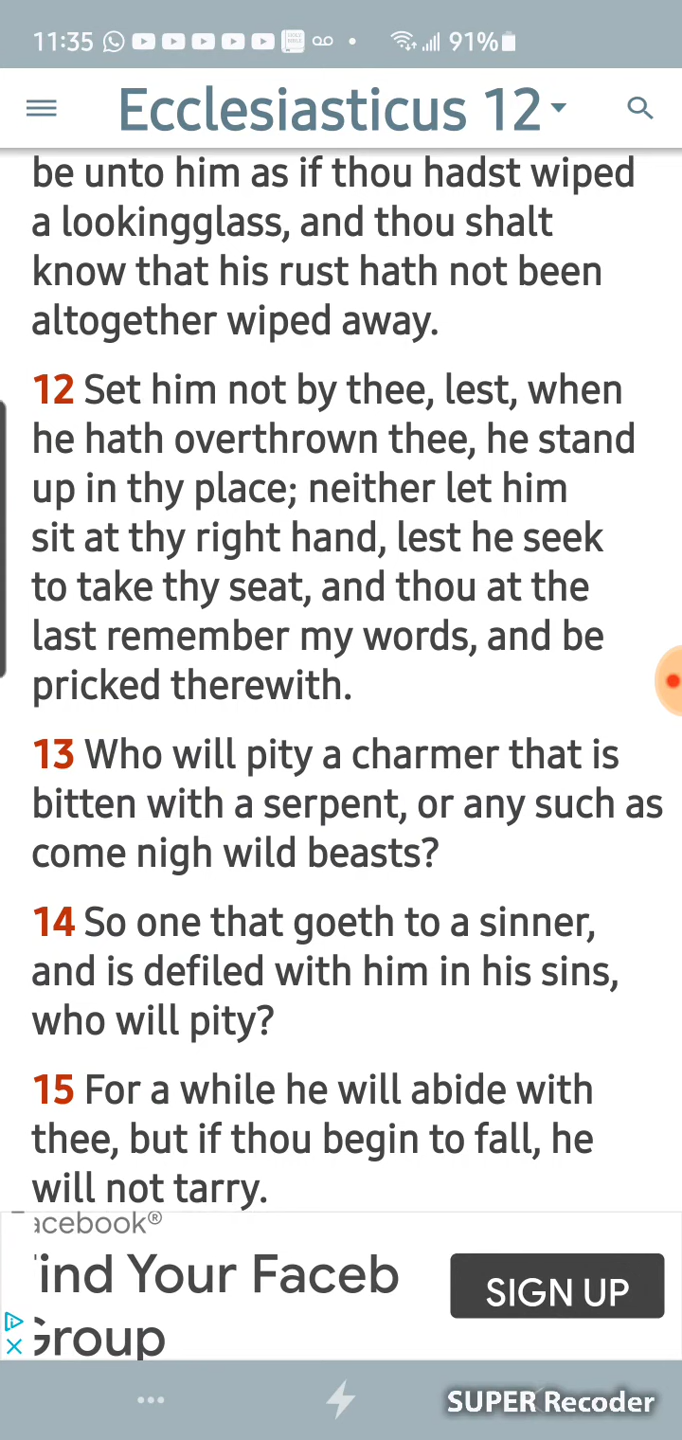 11:35 91%
Ecclesiasticus 12
be unto him as if thou hadst wiped
a lookingglass, and thou shalt
know that his rust hath not been
altogether wiped away.
12 Set him not by thee, lest, when
he hath overthrown thee, he stand
up in thy place; neither let him
sit at thy right hand, lest he seek
to take thy seat, and thou at the
last remember my words, and be
pricked therewith.
13 Who will pity a charmer that is
bitten with a serpent, or any such as
come nigh wild beasts?
14 So one that goeth to a sinner,
and is defiled with him in his sins,
who will pity?
15 For a while he will abide with
thee, but if thou begin to fall, he
will not tarry.
acebook®
ind Your Faceb
Group
SIGN UP
SUPER Recoder